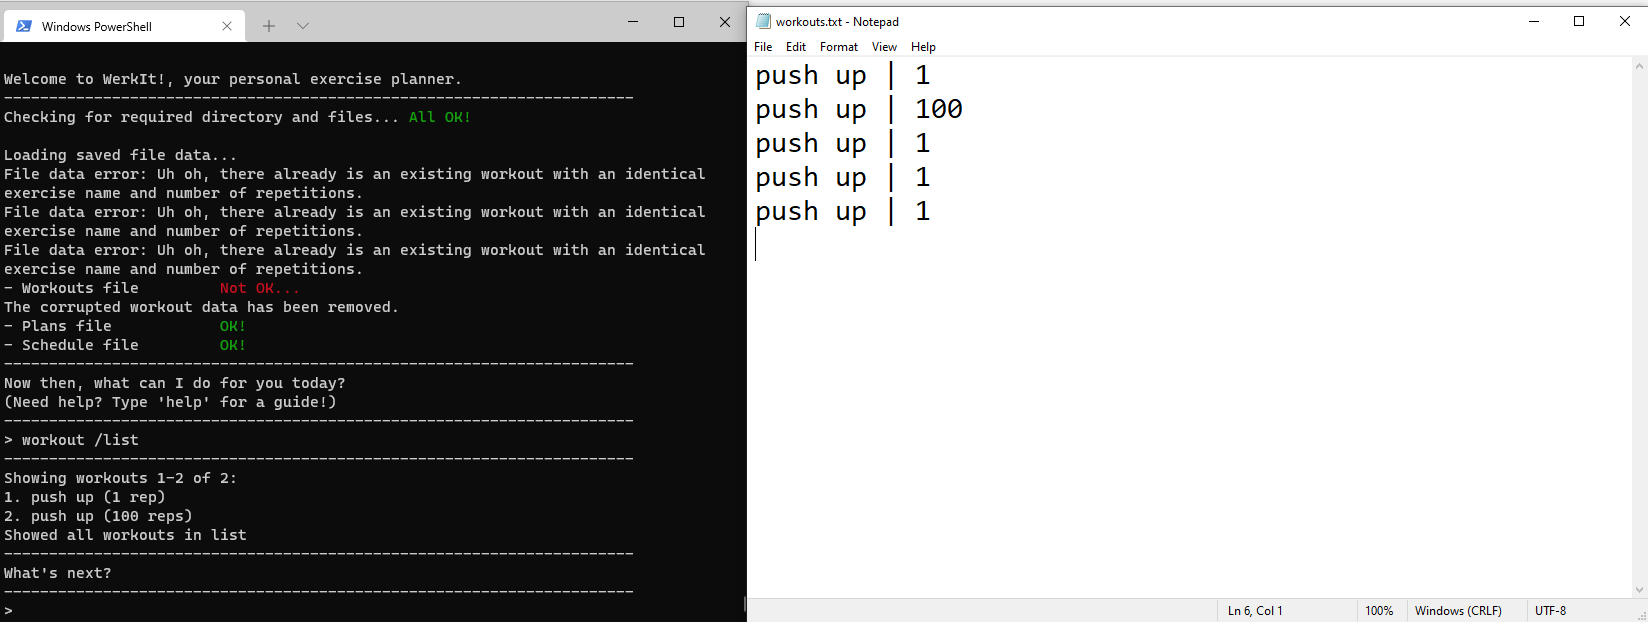 Windows PowerShell
Welcome to WerkIt!, your personal exercise planner.
----------------------------------------------------------------------
Checking for required directory and files... All OK!
Loading saved file data...
File data error: Uh oh, there already is an existing workout with an identical
exercise name and number of repetitions.
File data error: Uh oh, there already is an existing workout with an identical
exercise name and number of repetitions.
File data error: Uh oh, there already is an existing workout with an identical
exercise name and number of repetitions.
- Workouts file Not OK...
The corrupted workout data has been removed.
- Plans file OK!
- Schedule file OK!
----------------------------------------------------------------------
Now then, what can I do for you today?
(Need help? Type 'help' for a guide!)
----------------------------------------------------------------------
> workout /list
----------------------------------------------------------------------
Showing workouts 1-2 of 2:
1. push up (1 rep)
2. push up (100 reps)
Showed all workouts in list
----------------------------------------------------------------------
What's next?
----------------------------------------------------------------------
>
workouts.txt - Notepad
File Edit Format View Help
push up | 1
push up | 100
push up | 1
push up | 1
push up | 1
Ln 6, Col 1 100% Windows (CRLF) UTF-8